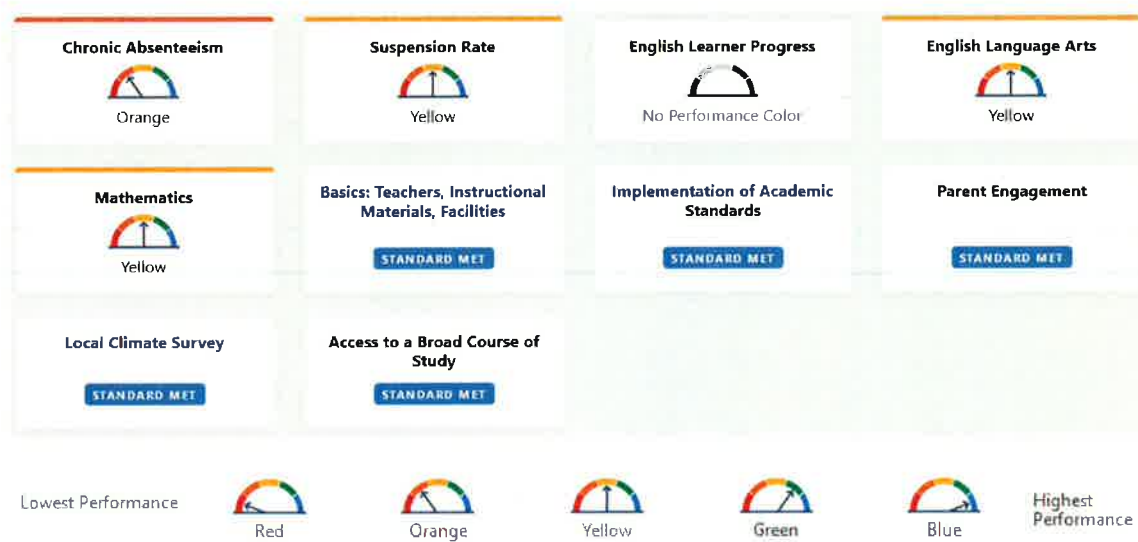 Chronic Absenteeism
Orange
Suspension Rate
Yellow
English Learner Progress
No Performance Color
English Language Arts
Yellow
Mathematics
Yellow
Basics: Teachers, Instructional
Materials, Facilities
STANDARD MET
Implementation of Academic
Standards
STANDARD MET
Parent Engagement
STANDARD MET
Local Climate Survey
STANDARD MET
Access to a Broad Course of
Study
STANDARD MET
Lowest Performance
Red
Orange
Yellow
Green
Blue
Highest
Performance